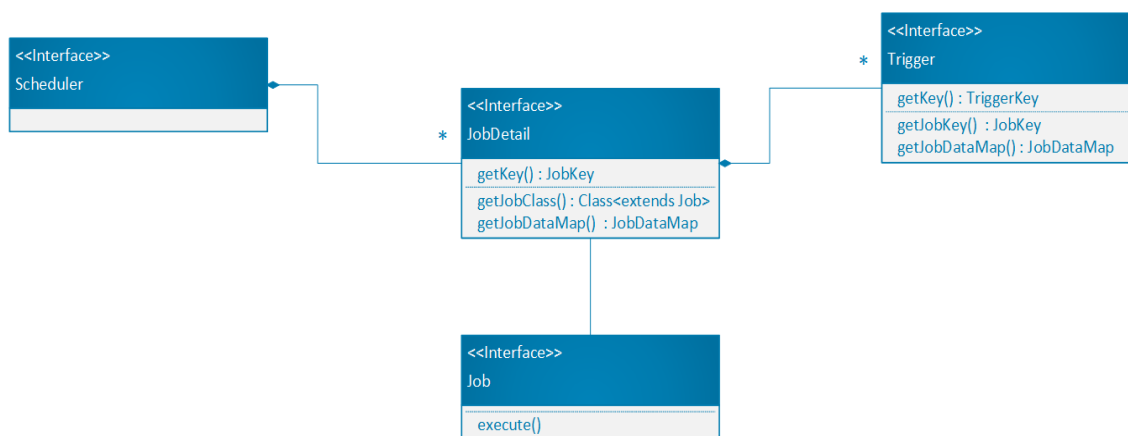 <<Interface>>
Scheduler
*
<<Interface>>
JobDetail
getKey() : JobKey
getJobClass() : Class<extends Job>
getJobDataMap() : JobDataMap
*
<<Interface>>
Trigger
getKey() : TriggerKey
getJobKey() : JobKey
getJobDataMap() : JobDataMap
<<Interface>>
Job
execute()